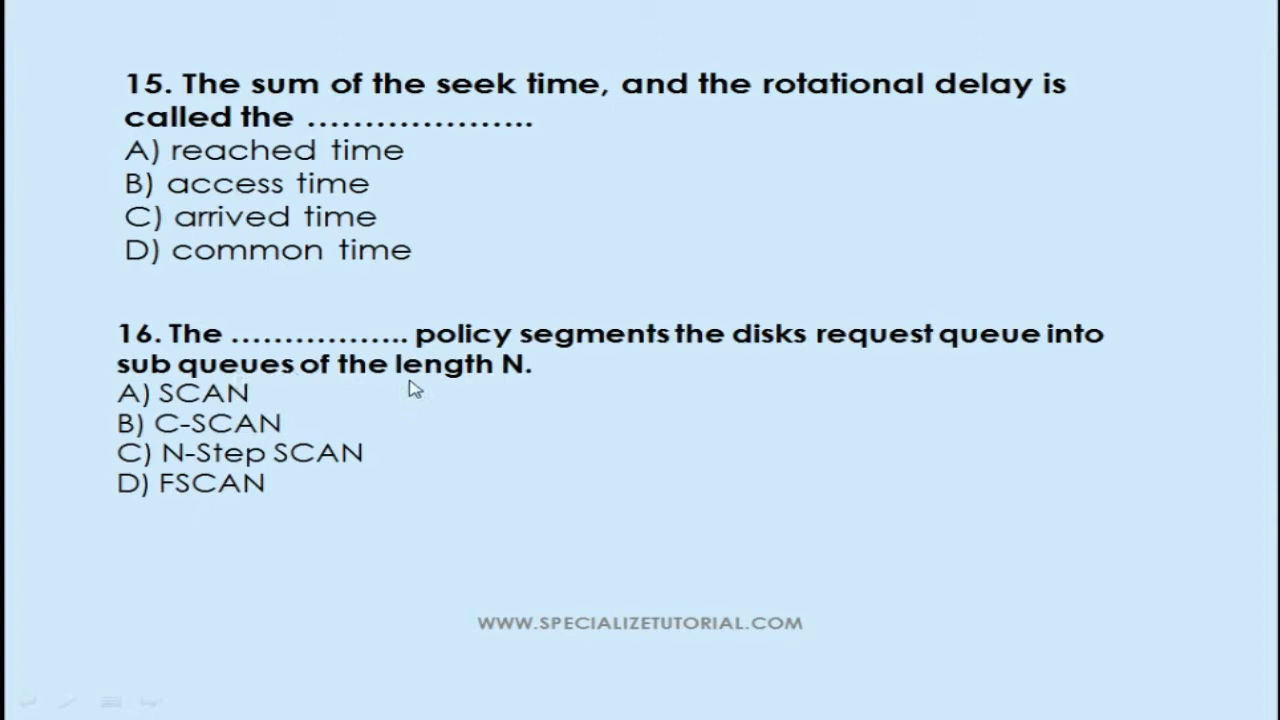 15. The sum of the seek time, and the rotational delay is
called the ………………..
A) reached time
B) access time
C) arrived time
D) common time
16. The …………….. policy segments the disks request queue into
sub queues of the length N.
A) SCAN
B) C-SCAN
C) N-Step SCAN
D) FSCAN
WWW.SPECIALIZETUTORIAL.COM